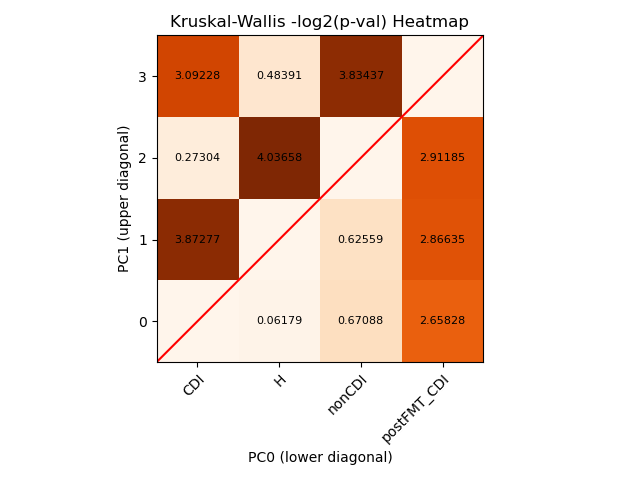 Kruskal-Wallis -log2(p-val) Heatmap
PC1 (upper diagonal)
3
3.09228 0.48391 3.83437
2
0.27304 4.03658 2.91185
1
3.87277 0.62559 2.86635
0
0.06179 0.67088 2.65828
CDI H nonCDI postFMT_CDI
PC0 (lower diagonal)